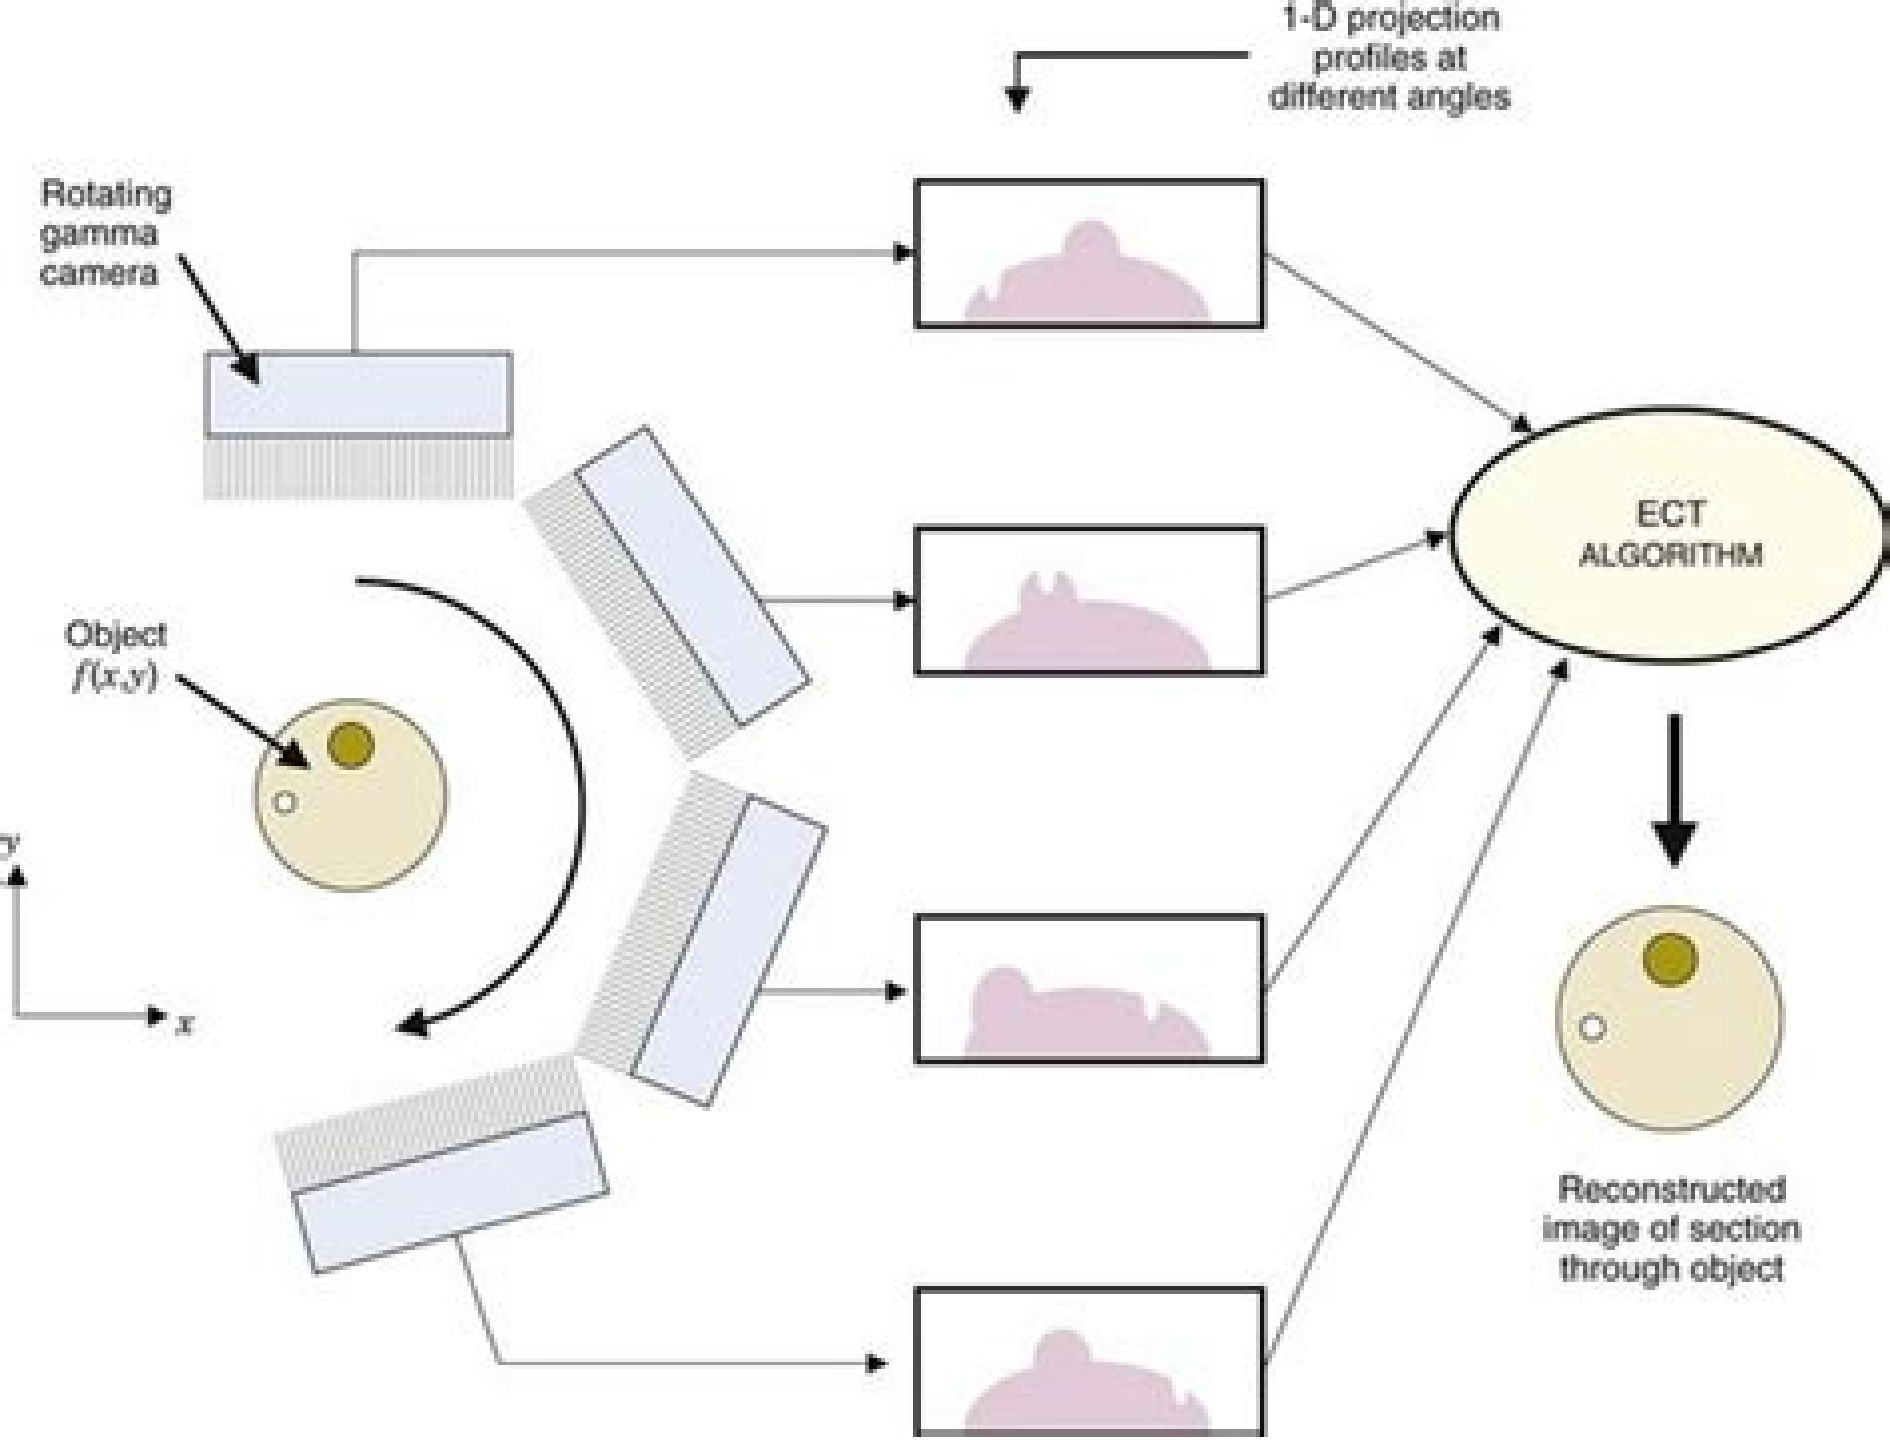 1-D projection
profiles at
different angles
Rotating
gamma
camera
ECT
ALGORITHM
Object
f(x,y)
y
x
Reconstructed
image of section
through object